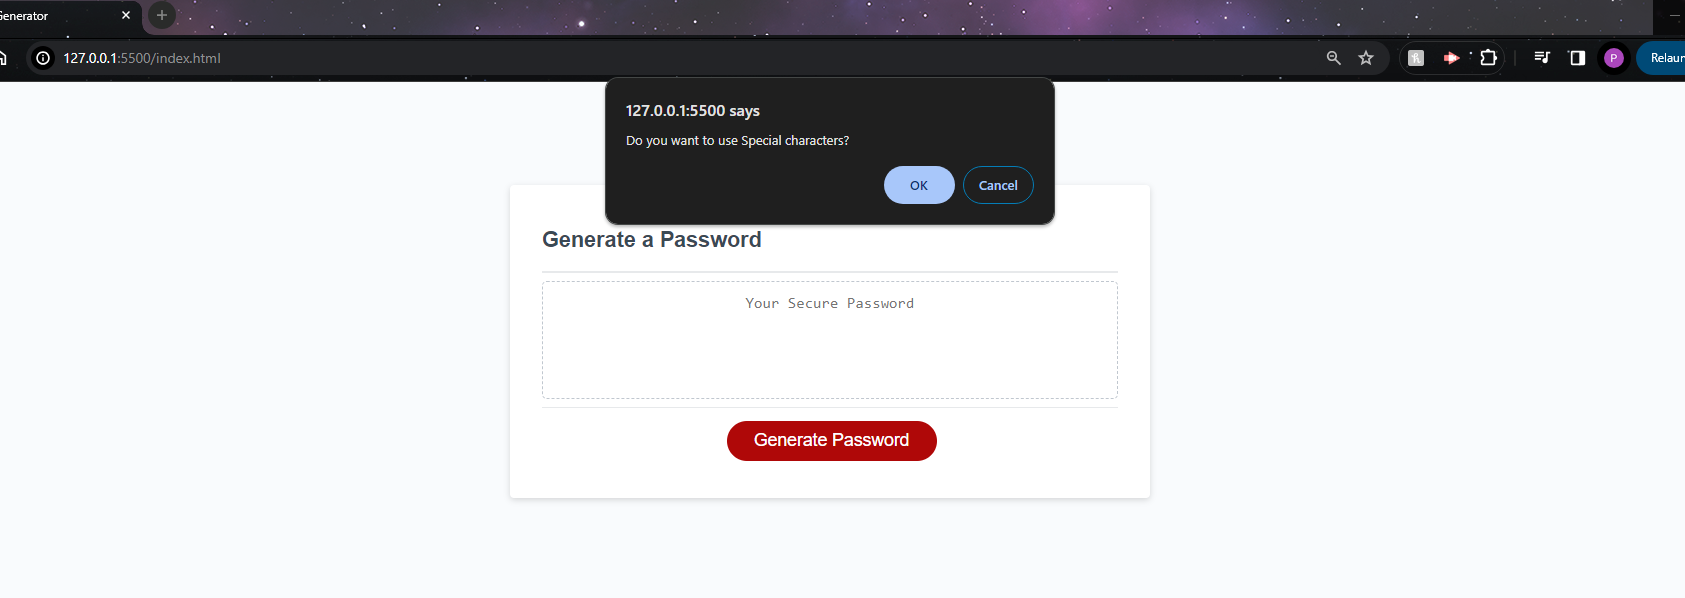 Generator
127.0.0.1:5500/index.html
P
Relaun
127.0.0.1:5500 says
Do you want to use Special characters?
OK
Cancel
Generate a Password
Your Secure Password
Generate Password